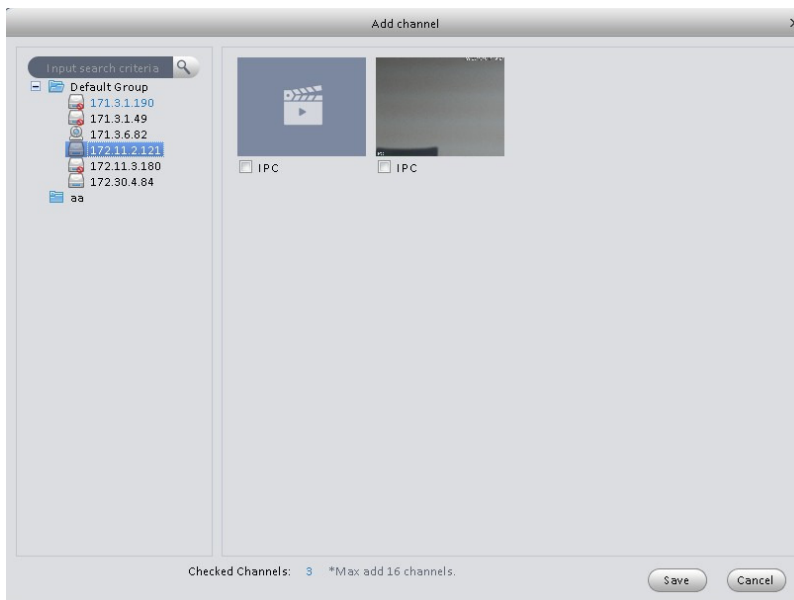 Add channel
Input search criteria
Default Group
171.3.1.190
171.3.1.49
171.3.6.82
172.11.2.121
172.11.3.180
172.30.4.84
aa
IPC
IPC
Checked Channels: 3 *Max add 16 channels.
Save
Cancel